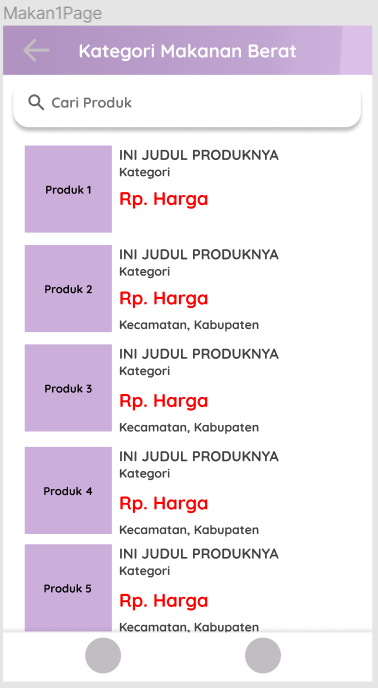 Makan1Page
Kategori Makanan Berat
Cari Produk
Produk 1
INI JUDUL PRODUKNYA
Kategori
Rp. Harga
Produk 2
INI JUDUL PRODUKNYA
Kategori
Rp. Harga
Kecamatan, Kabupaten
Produk 3
INI JUDUL PRODUKNYA
Kategori
Rp. Harga
Kecamatan, Kabupaten
Produk 4
INI JUDUL PRODUKNYA
Kategori
Rp. Harga
Kecamatan, Kabupaten
Produk 5
INI JUDUL PRODUKNYA
Kategori
Rp. Harga
Kecamatan, Kabupaten